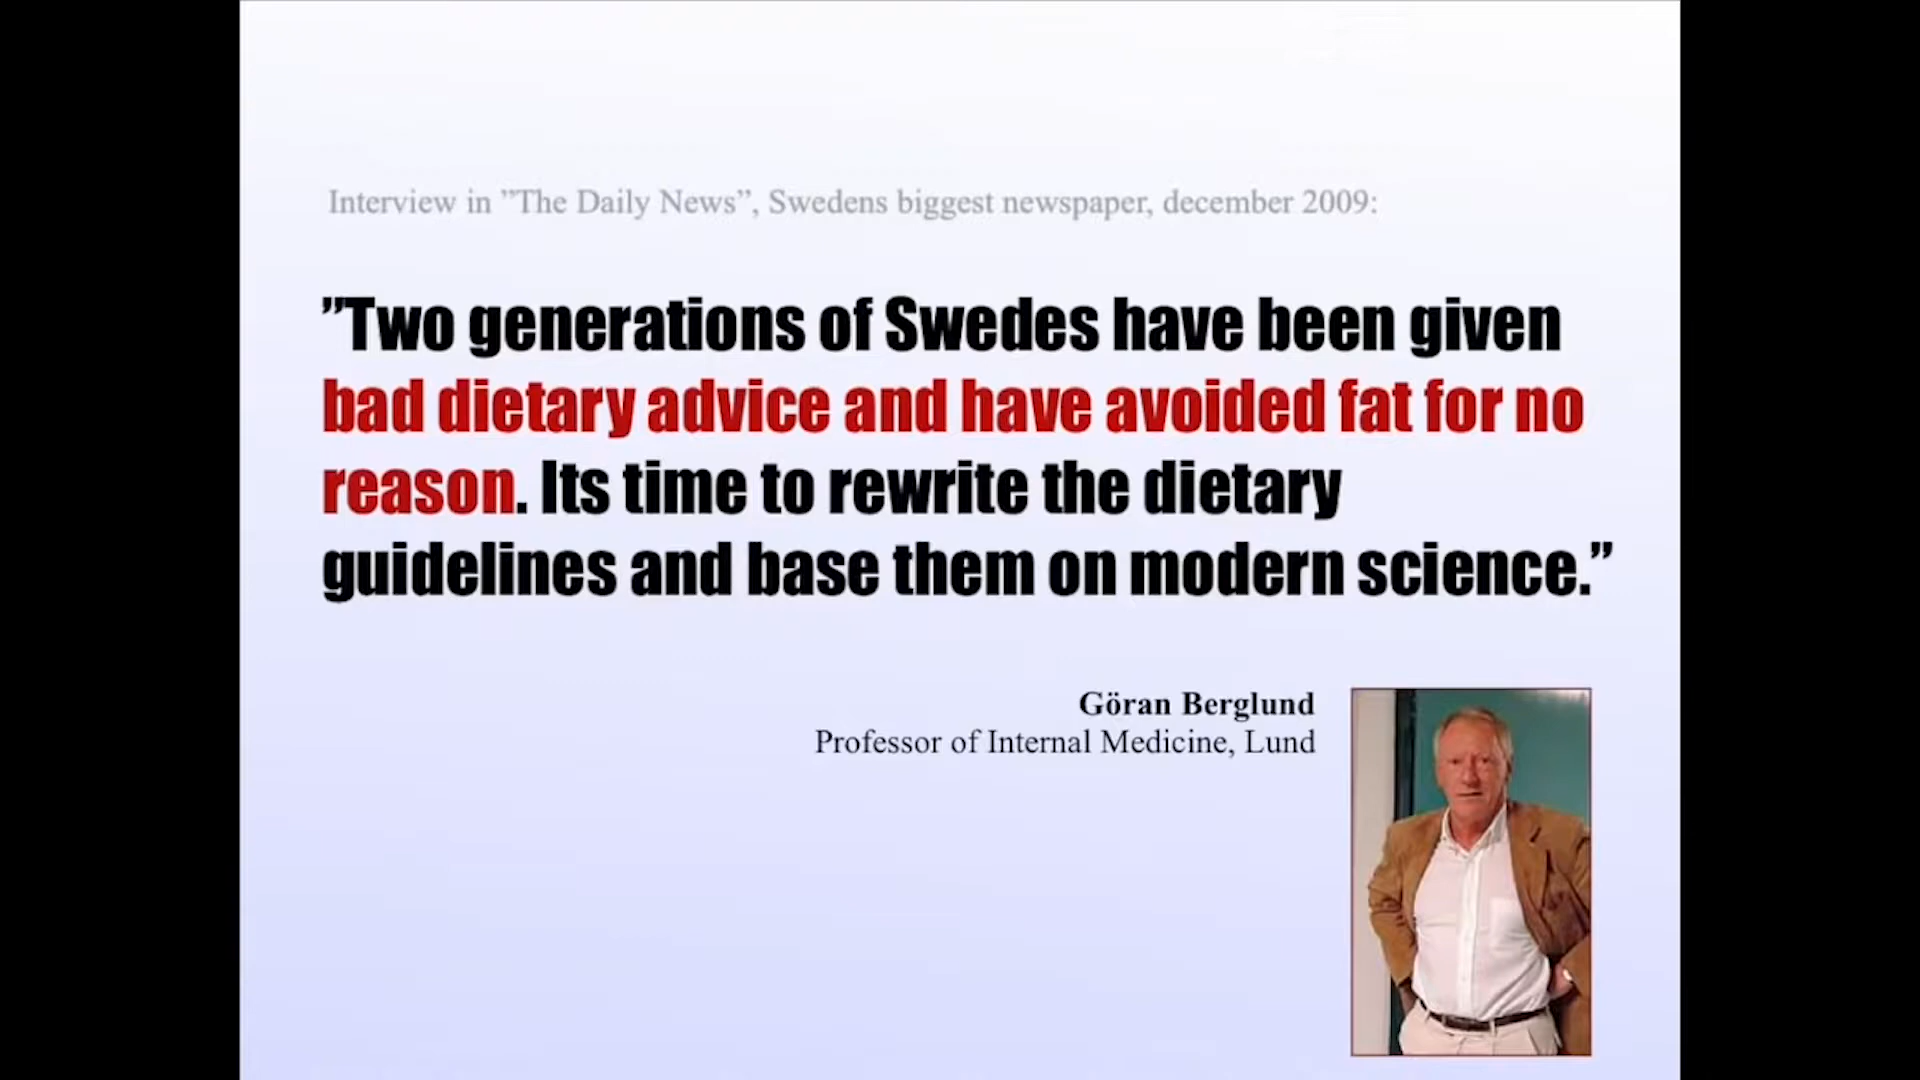 Interview in ”The Daily News”, Swedens biggest newspaper, december 2009:
”Two generations of Swedes have been given
bad dietary advice and have avoided fat for no
reason. Its time to rewrite the dietary
guidelines and base them on modern science.”
Göran Berglund
Professor of Internal Medicine, Lund